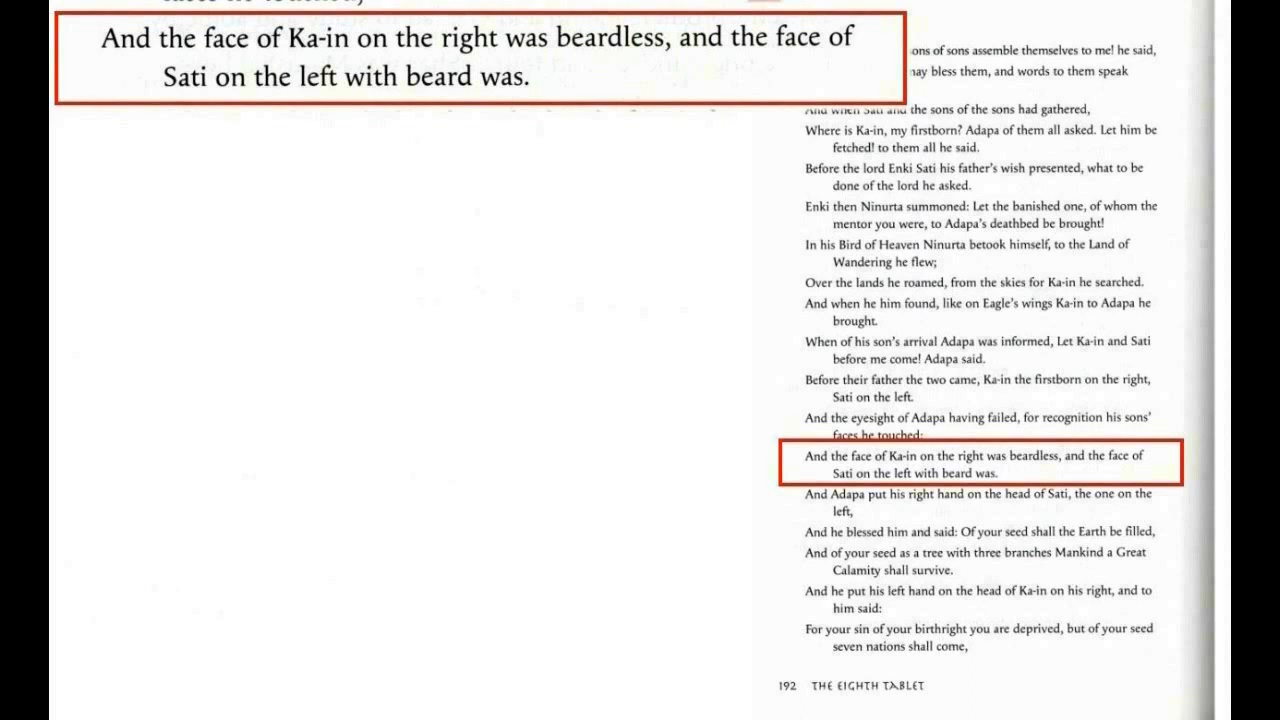 And the face of Ka-in on the right was beardless, and the face of
Sati on the left with beard was.
ons of sons assemble themselves to me! he said,
may bless them, and words to them speak
the sons of the sons had gathered,
Where is Ka-in, my firstborn? Adapa of them all asked. Let him be
fetched! to them all he said.
Before the lord Enki Sati his father's wish presented, what to be
done of the lord he asked.
Enki then Ninurta summoned: Let the banished one, of whom the
mentor you were, to Adapa's deathbed be brought!
In his Bird of Heaven Ninurta betook himself, to the Land of
Wandering he flew;
Over the lands he roamed, from the skies for Ka-in he searched.
And when he him found, like on Eagle's wings Ka-in to Adapa he
brought.
When of his son's arrival Adapa was informed, Let Ka-in and Sati
before me come! Adapa said.
Before their father the two came, Ka-in the firstborn on the right,
Sati on the left.
And the eyesight of Adapa having failed, for recognition his sons'
faces he touched;
And the face of Ka-in on the right was beardless, and the face of
Sati on the left with beard was.
And Adapa put his right hand on the head of Sati, the one on the
left,
And he blessed him and said: Of your seed shall the Earth be filled,
And of your seed as a tree with three branches Mankind a Great
Calamity shall survive.
And he put his left hand on the head of Ka-in on his right, and to
him said:
For your sin of your birthright you are deprived, but of your seed
seven nations shall come,
192 THE EIGHTH TABLET